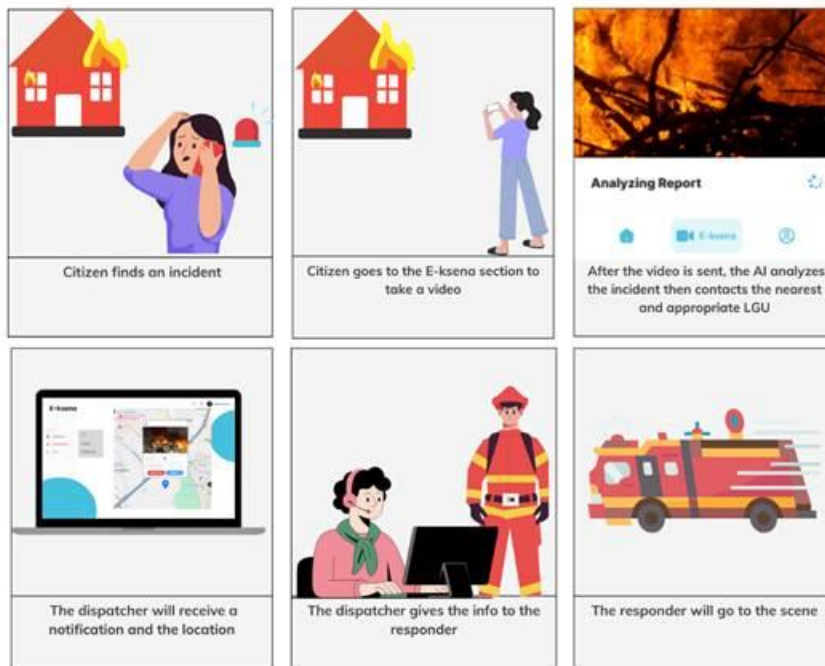 Citizen finds an incident
Citizen goes to the E-ksena section to
take a video
Analyzing Report
E-ksena
After the video is sent, the AI analyzes
the incident then contacts the nearest
and appropriate LGU
E-ksena
The dispatcher will receive a
notification and the location
The dispatcher gives the info to the
responder
The responder will go to the scene